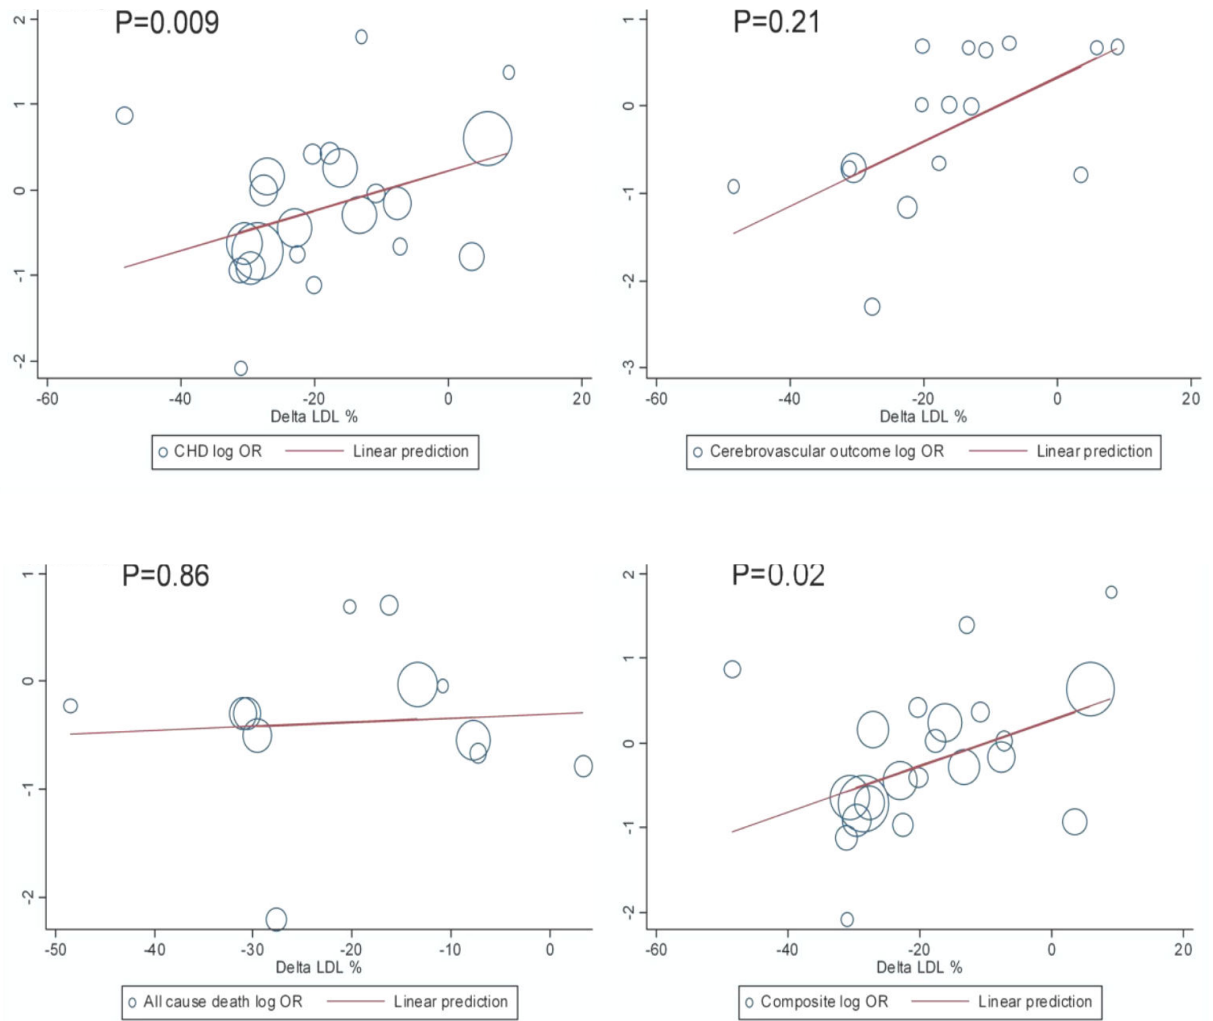 P=0.009
2
1
0
-1
-2
-60 -40 -20 0 20
Delta LDL %
CHD log OR Linear prediction
P=0.21
1
0
-1
-2
-3
-60 -40 -20 0 20
Delta LDL %
Cerebrovascular outcome log OR Linear prediction
P=0.86
1
0
-1
-2
-50 -40 -30 -20 -10 0
Delta LDL %
All cause death log OR Linear prediction
P=0.02
2
1
0
-1
-2
-60 -40 -20 0 20
Delta LDL %
Composite log OR Linear prediction